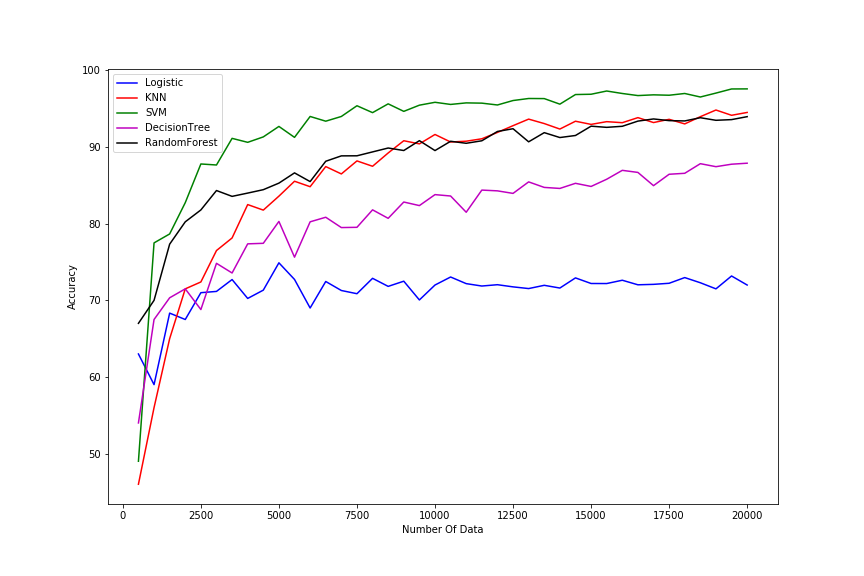 100
90
80
70
60
50
Accuracy
Logistic
KNN
SVM
DecisionTree
RandomForest
0 2500 5000 7500 10000 12500 15000 17500 20000
Number Of Data